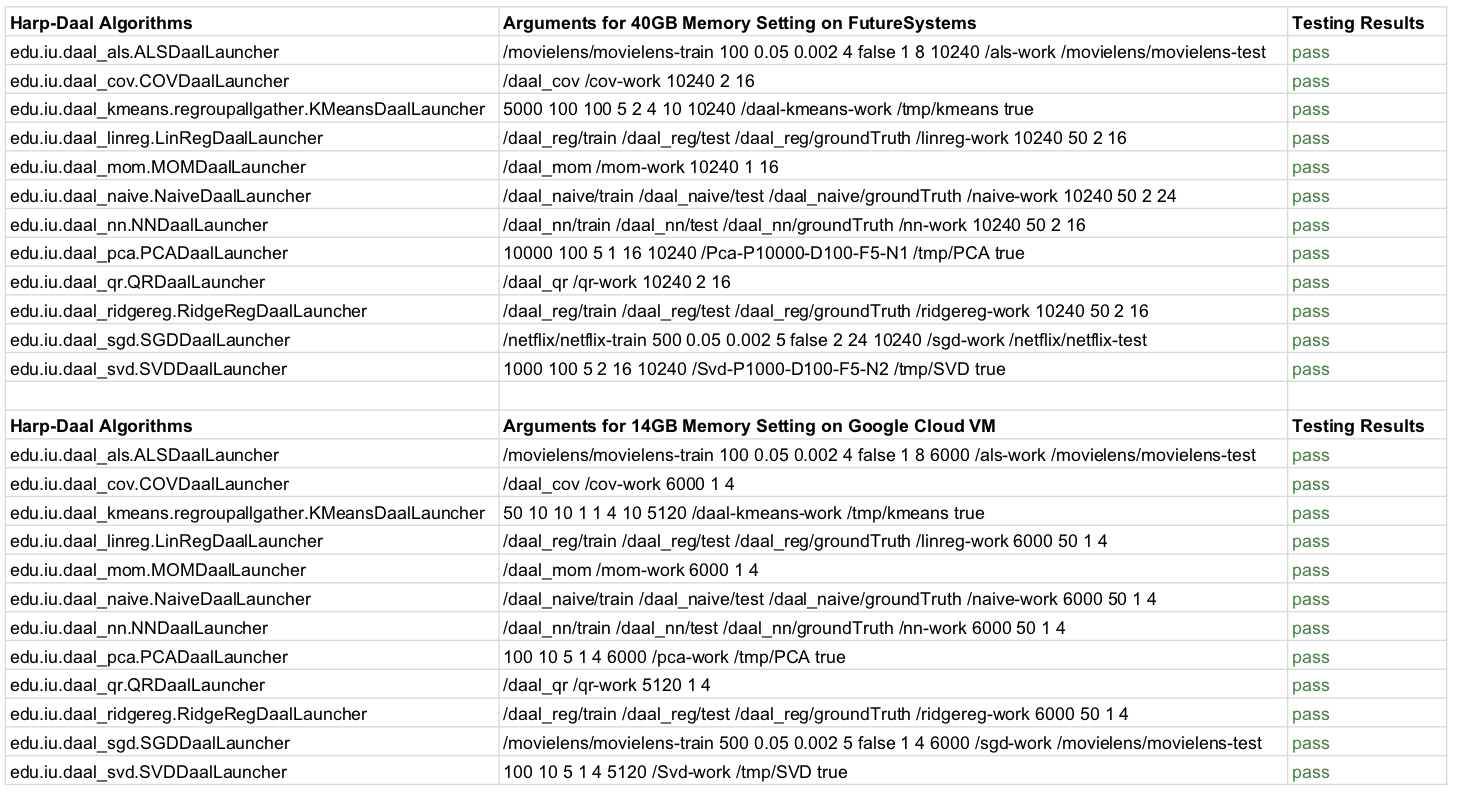 Harp-Daal Algorithms Arguments for 40GB Memory Setting on FutureSystems Testing Results
edu.iu.daal_als.ALSDaalLauncher /movielens/movielens-train 100 0.05 0.002 4 false 1 8 10240 /als-work /movielens/movielens-test pass
edu.iu.daal_cov.COVDaalLauncher /daal_cov /cov-work 10240 2 16 pass
edu.iu.daal_kmeans.regroupallgather.KMeansDaalLauncher 5000 100 100 5 2 4 10 10240 /daal-kmeans-work /tmp/kmeans true pass
edu.iu.daal_linreg.LinRegDaalLauncher /daal_reg/train /daal_reg/test /daal_reg/groundTruth /linreg-work 10240 50 2 16 pass
edu.iu.daal_mom.MOMDaalLauncher /daal_mom /mom-work 10240 1 16 pass
edu.iu.daal_naive.NaiveDaalLauncher /daal_naive/train /daal_naive/test /daal_naive/groundTruth /naive-work 10240 50 2 24 pass
edu.iu.daal_nn.NNDaalLauncher /daal_nn/train /daal_nn/test /daal_nn/groundTruth /nn-work 10240 50 2 16 pass
edu.iu.daal_pca.PCADaalLauncher 10000 100 5 1 16 10240 /Pca-P10000-D100-F5-N1 /tmp/PCA true pass
edu.iu.daal_qr.QRDaalLauncher /daal_qr /qr-work 10240 2 16 pass
edu.iu.daal_ridgereg.RidgeRegDaalLauncher /daal_reg/train /daal_reg/test /daal_reg/groundTruth /ridgereg-work 10240 50 2 16 pass
edu.iu.daal_sgd.SGDDaalLauncher /netflix/netflix-train 500 0.05 0.002 5 false 2 24 10240 /sgd-work /netflix/netflix-test pass
edu.iu.daal_svd.SVDDaalLauncher 1000 100 5 2 16 10240 /Svd-P1000-D100-F5-N2 /tmp/SVD true pass
Harp-Daal Algorithms Arguments for 14GB Memory Setting on Google Cloud VM Testing Results
edu.iu.daal_als.ALSDaalLauncher /movielens/movielens-train 100 0.05 0.002 4 false 1 8 6000 /als-work /movielens/movielens-test pass
edu.iu.daal_cov.COVDaalLauncher /daal_cov /cov-work 6000 1 4 pass
edu.iu.daal_kmeans.regroupallgather.KMeansDaalLauncher 50 10 10 1 1 4 10 5120 /daal-kmeans-work /tmp/kmeans true pass
edu.iu.daal_linreg.LinRegDaalLauncher /daal_reg/train /daal_reg/test /daal_reg/groundTruth /linreg-work 6000 50 1 4 pass
edu.iu.daal_mom.MOMDaalLauncher /daal_mom /mom-work 6000 1 4 pass
edu.iu.daal_naive.NaiveDaalLauncher /daal_naive/train /daal_naive/test /daal_naive/groundTruth /naive-work 6000 50 1 4 pass
edu.iu.daal_nn.NNDaalLauncher /daal_nn/train /daal_nn/test /daal_nn/groundTruth /nn-work 6000 50 1 4 pass
edu.iu.daal_pca.PCADaalLauncher 100 10 5 1 4 6000 /pca-work /tmp/PCA true pass
edu.iu.daal_qr.QRDaalLauncher /daal_qr /qr-work 5120 1 4 pass
edu.iu.daal_ridgereg.RidgeRegDaalLauncher /daal_reg/train /daal_reg/test /daal_reg/groundTruth /ridgereg-work 6000 50 1 4 pass
edu.iu.daal_sgd.SGDDaalLauncher /movielens/movielens-train 500 0.05 0.002 5 false 1 4 6000 /sgd-work /movielens/movielens-test pass
edu.iu.daal_svd.SVDDaalLauncher 100 10 5 1 4 5120 /Svd-work /tmp/SVD true pass